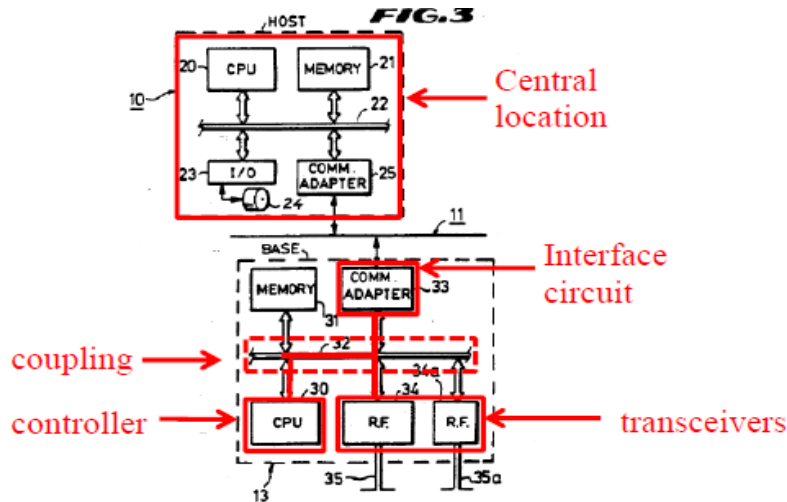 FIG.3
HOST
20
CPU
MEMORY
21
10
Central
location
22
23
I/O
COMM.
ADAPTER
25
24
11
BASE
Interface
circuit
MEMORY
COMM.
ADAPTER
33
31
32
coupling
30
34
34a
controller
CPU
R.F.
R.F.
transceivers
13
35
35a